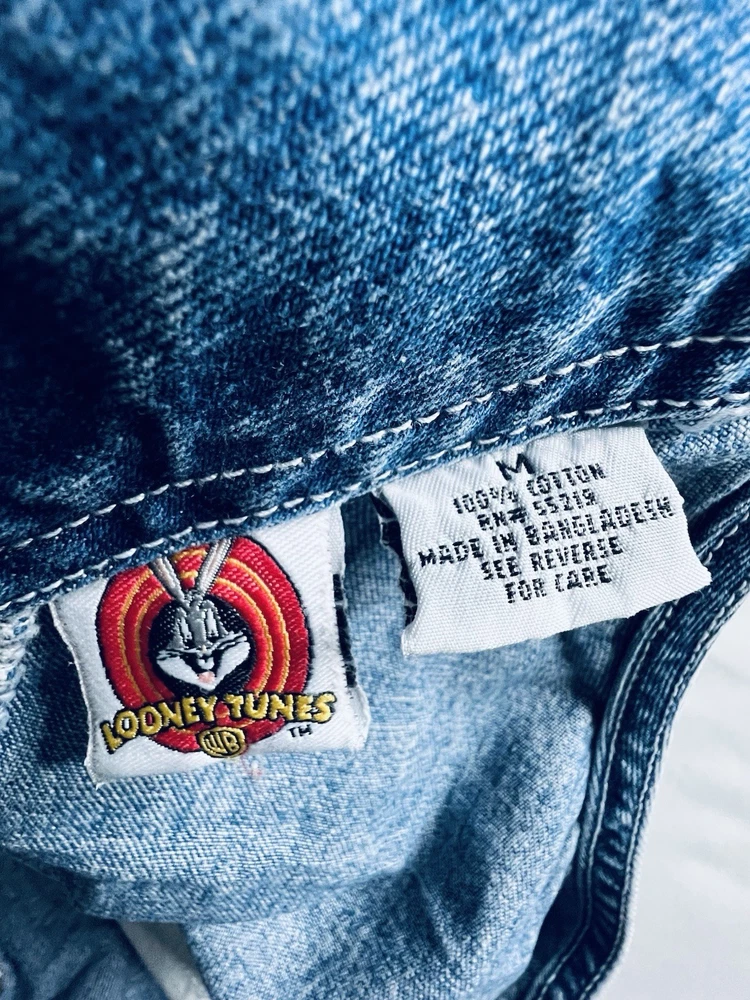 LOONEY TUNES
TM
WB
M
100% COTTON
RN# 55219
MADE IN BANGLADESH
SEE REVERSE
FOR CARE